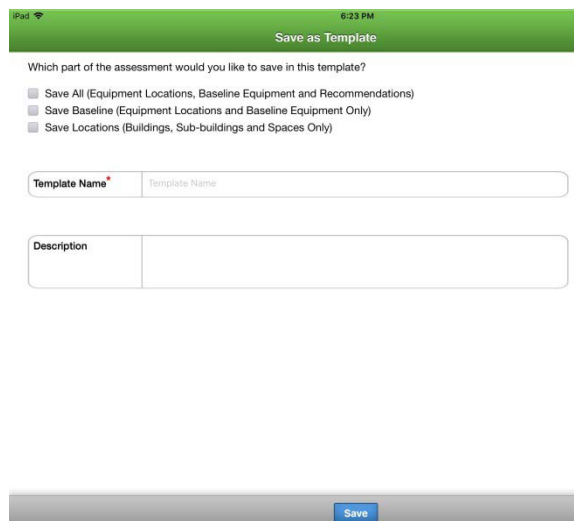 iPad 6:23 PM
Save as Template
Which part of the assessment would you like to save in this template?
Save All (Equipment Locations, Baseline Equipment and Recommendations)
Save Baseline (Equipment Locations and Baseline Equipment Only)
Save Locations (Buildings, Sub-buildings and Spaces Only)
Template Name* Template Name
Description
Save